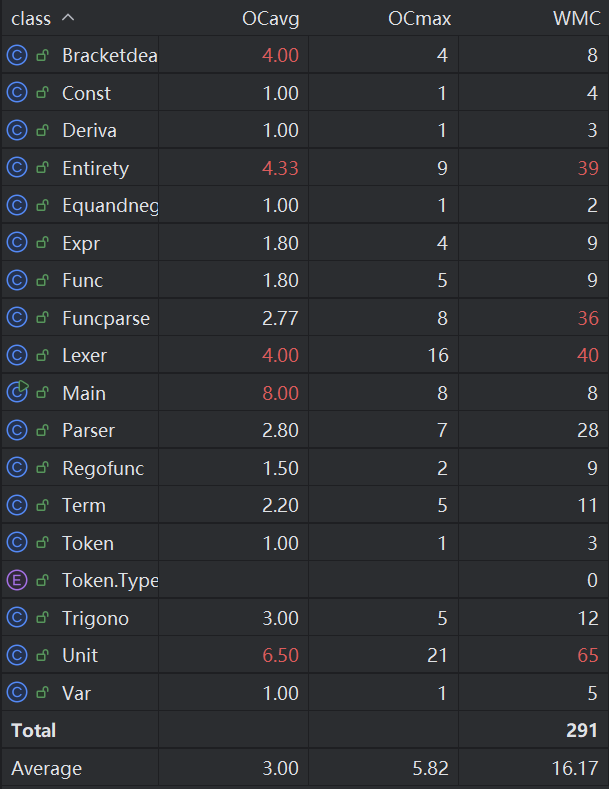 class OCavg OCmax WMC
Bracketdea 4.00 4 8
Const 1.00 1 4
Deriva 1.00 1 3
Entirety 4.33 9 39
Equandneg 1.00 1 2
Expr 1.80 4 9
Func 1.80 5 9
Funcparse 2.77 8 36
Lexer 4.00 16 40
Main 8.00 8 8
Parser 2.80 7 28
Regofunc 1.50 2 9
Term 2.20 5 11
Token 1.00 1 3
Token.Type 0
Trigono 3.00 5 12
Unit 6.50 21 65
Var 1.00 1 5
Total 291
Average 3.00 5.82 16.17